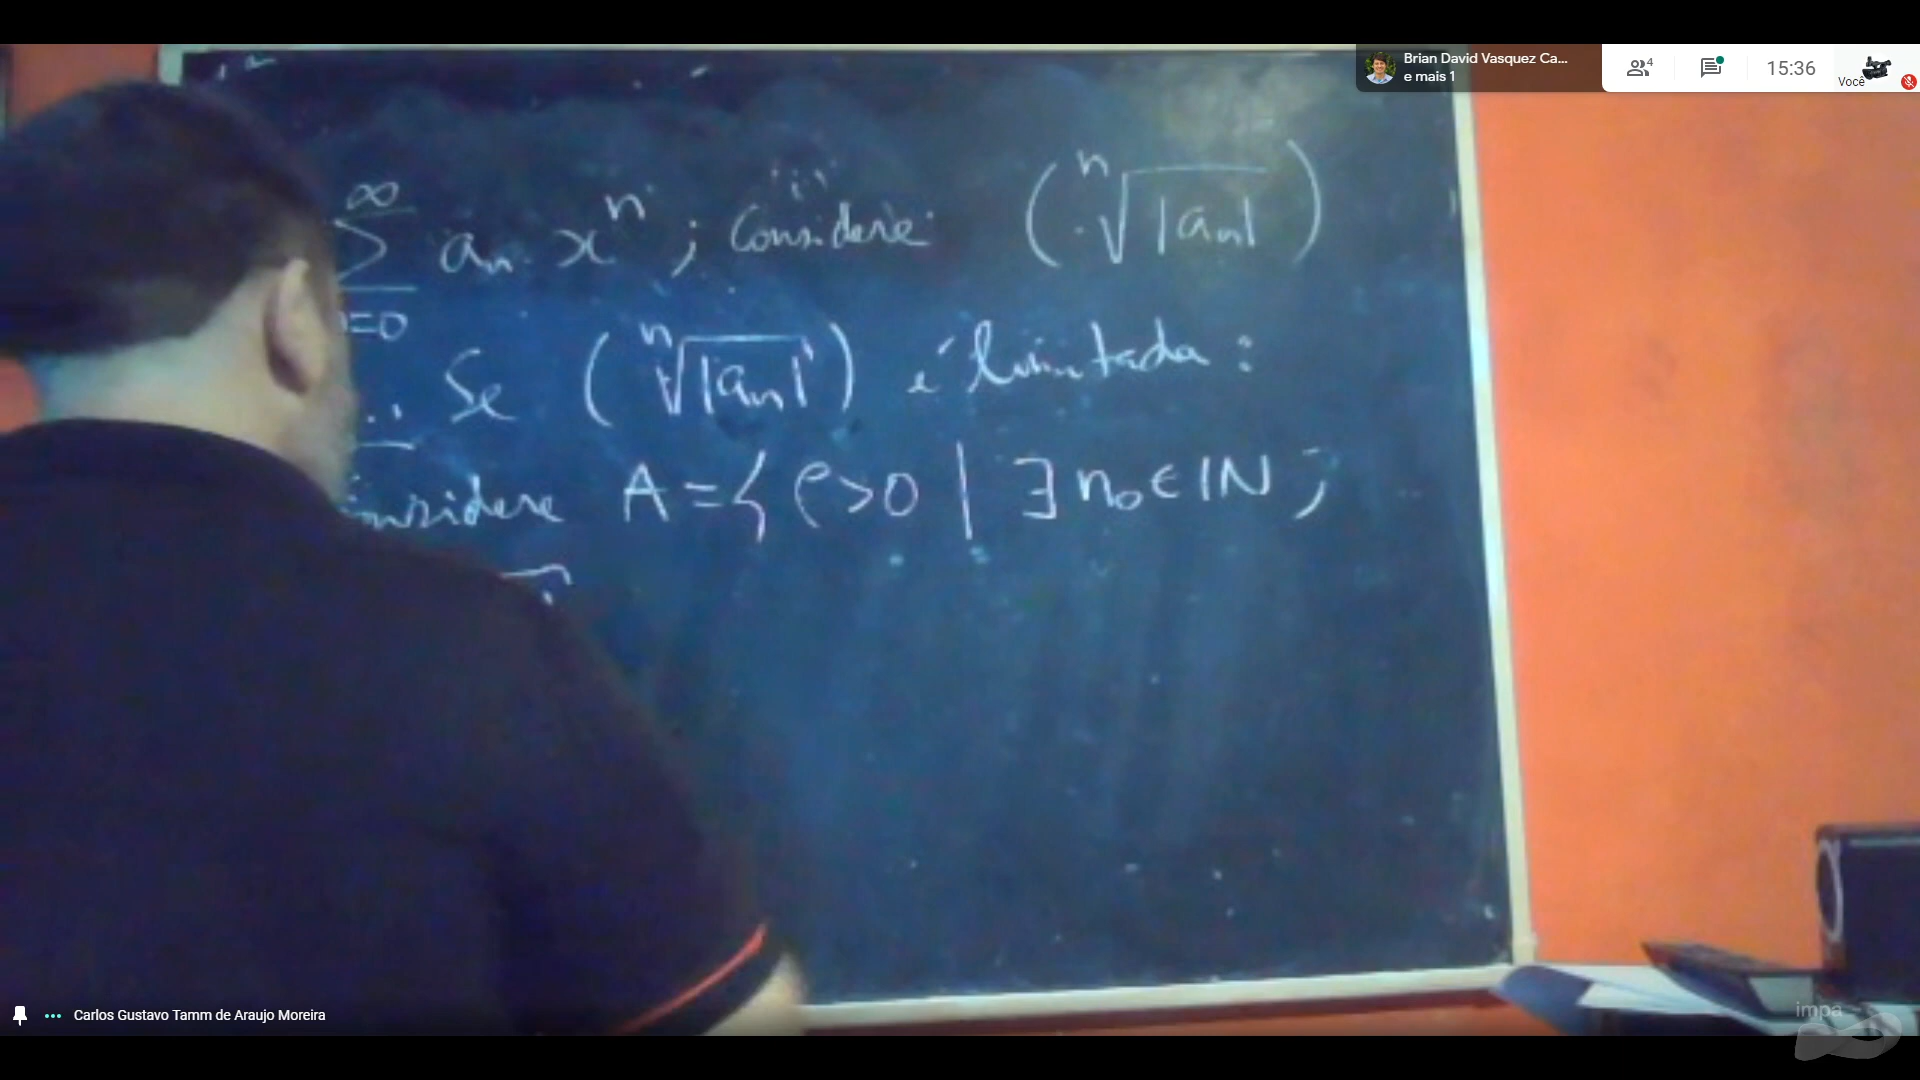 Brian David Vasquez Ca...
e mais 1
4
15:36
Você
∞
∑ aₙ xⁿ ; Considere (ⁿ√|aₙ|)
n=0
Se (ⁿ√|aₙ|) é limitada:
Considere A = { ρ>0 | ∃ n₀ ∈ ℕ ;
Carlos Gustavo Tamm de Araujo Moreira
impa